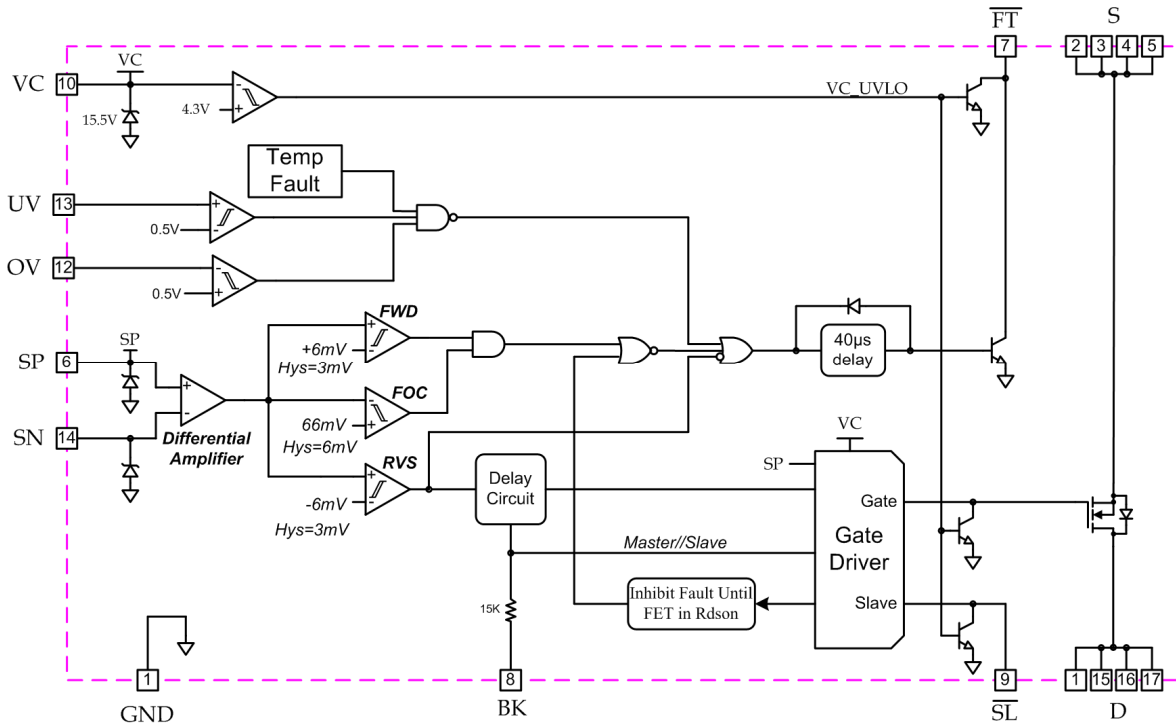 FT
S
7
2
3
4
5
VC
10
VC
15.5V
4.3V
-
+
VC_UVLO
Temp
Fault
UV
13
+
-
0.5V
OV
12
-
+
0.5V
SP
6
SP
+
-
SN
14
Differential
Amplifier
FWD
+
-
+6mV
Hys=3mV
FOC
-
+
66mV
Hys=6mV
RVS
+
-
-6mV
Hys=3mV
40µs
delay
Delay
Circuit
VC
SP
Gate
Gate
Driver
Slave
Master//Slave
Inhibit Fault Until
FET in Rdson
15K
1
GND
8
BK
9
SL
1
15
16
17
D